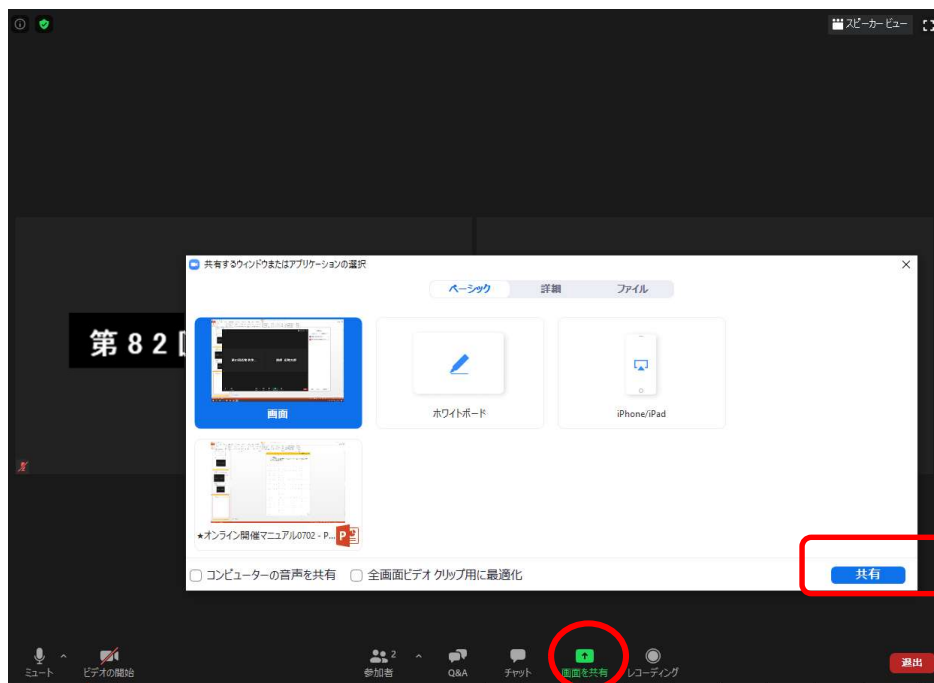 スピーカービュー
共有するウィンドウまたはアプリケーションの選択
ベーシック 詳細 ファイル
第82回
画面
ホワイトボード
iPhone/iPad
★オンライン開催マニュアル0702 - P...
コンピューターの音声を共有 全画面ビデオ クリップ用に最適化
共有
ミュート ビデオの開始 参加者 2 Q&A チャット 画面を共有 レコーディング 退出